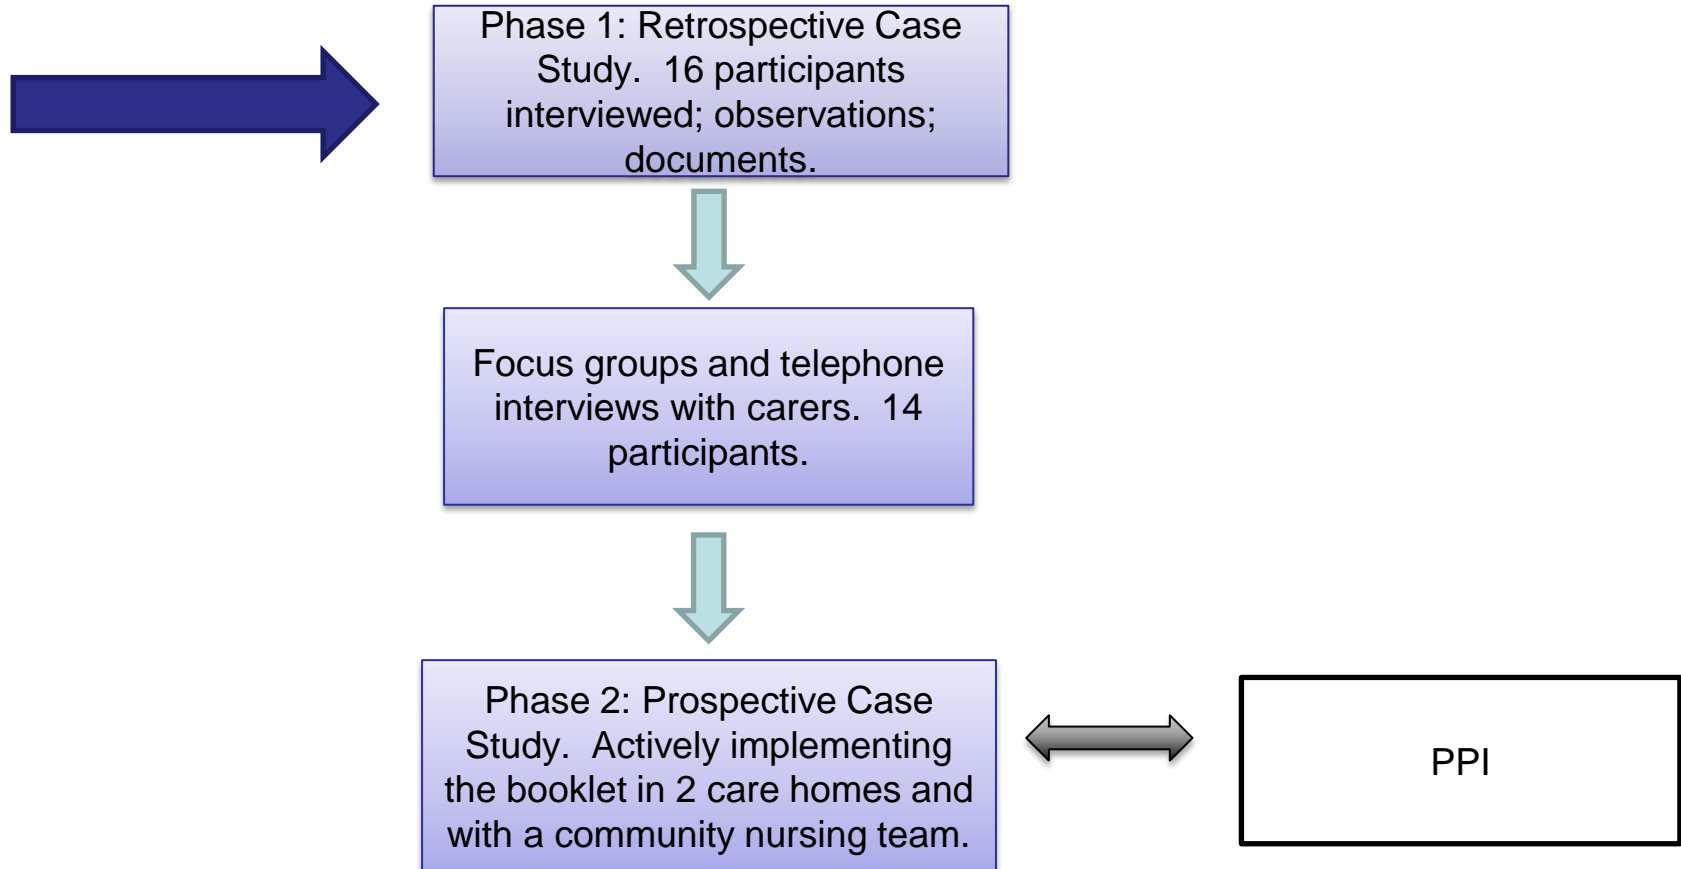 Phase 1: Retrospective Case
Study.  16 participants
interviewed; observations;
documents.
Focus groups and telephone
interviews with carers.  14
participants.
Phase 2: Prospective Case
Study.  Actively implementing
the booklet in 2 care homes and
with a community nursing team.
PPI